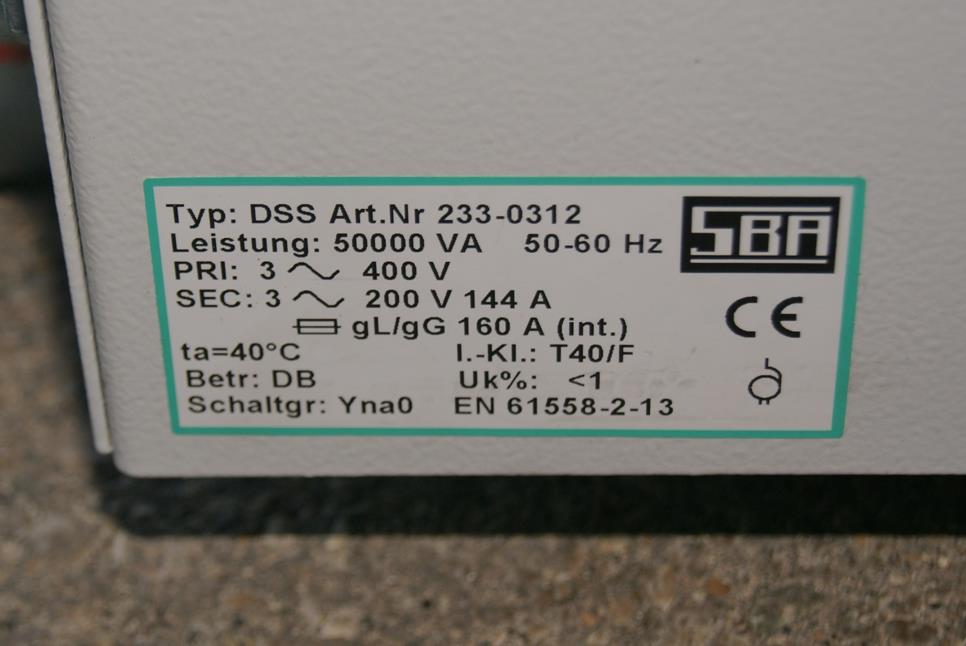 Typ: DSS Art.Nr 233-0312
Leistung: 50000 VA 50-60 Hz
PRI: 3 ~ 400 V
SEC: 3 ~ 200 V 144 A
gL/gG 160 A (int.)
ta=40°C I.-Kl.: T40/F
Betr: DB Uk%: <1
Schaltgr: Yna0 EN 61558-2-13
SBA
CE